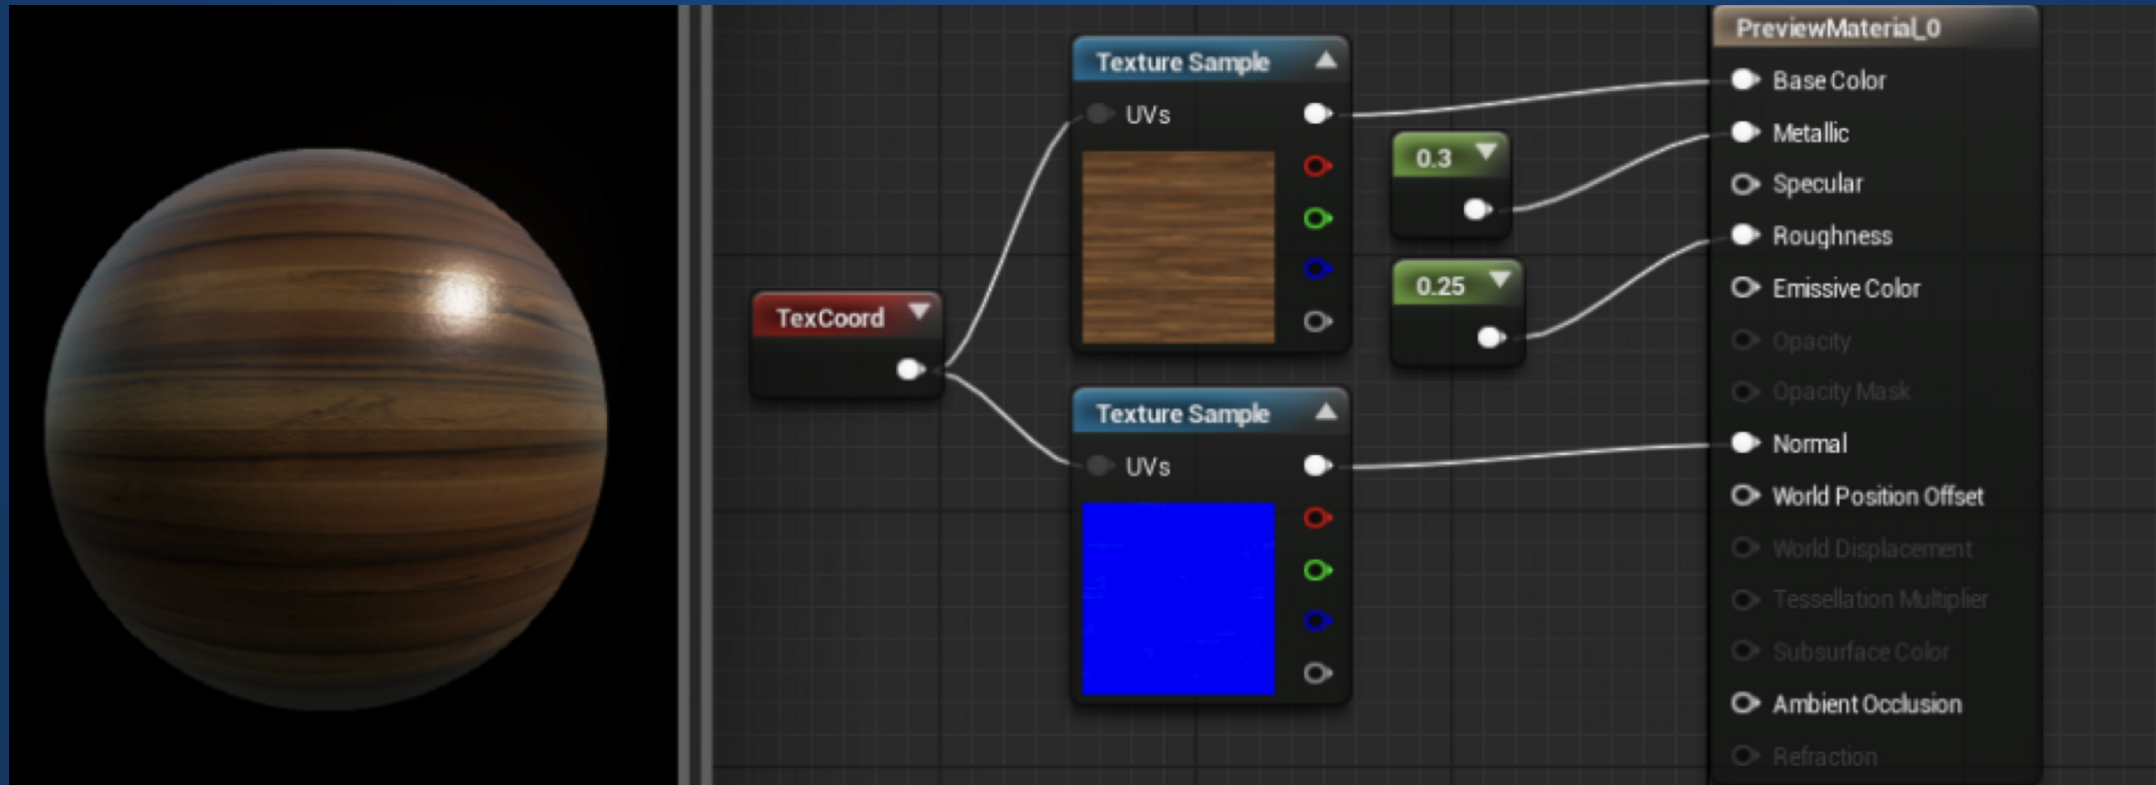 TexCoord
Texture Sample
UVs
Texture Sample
UVs
0.3
0.25
PreviewMaterial_0
Base Color
Metallic
Specular
Roughness
Emissive Color
Opacity
Opacity Mask
Normal
World Position Offset
World Displacement
Tessellation Multiplier
Subsurface Color
Ambient Occlusion
Refraction